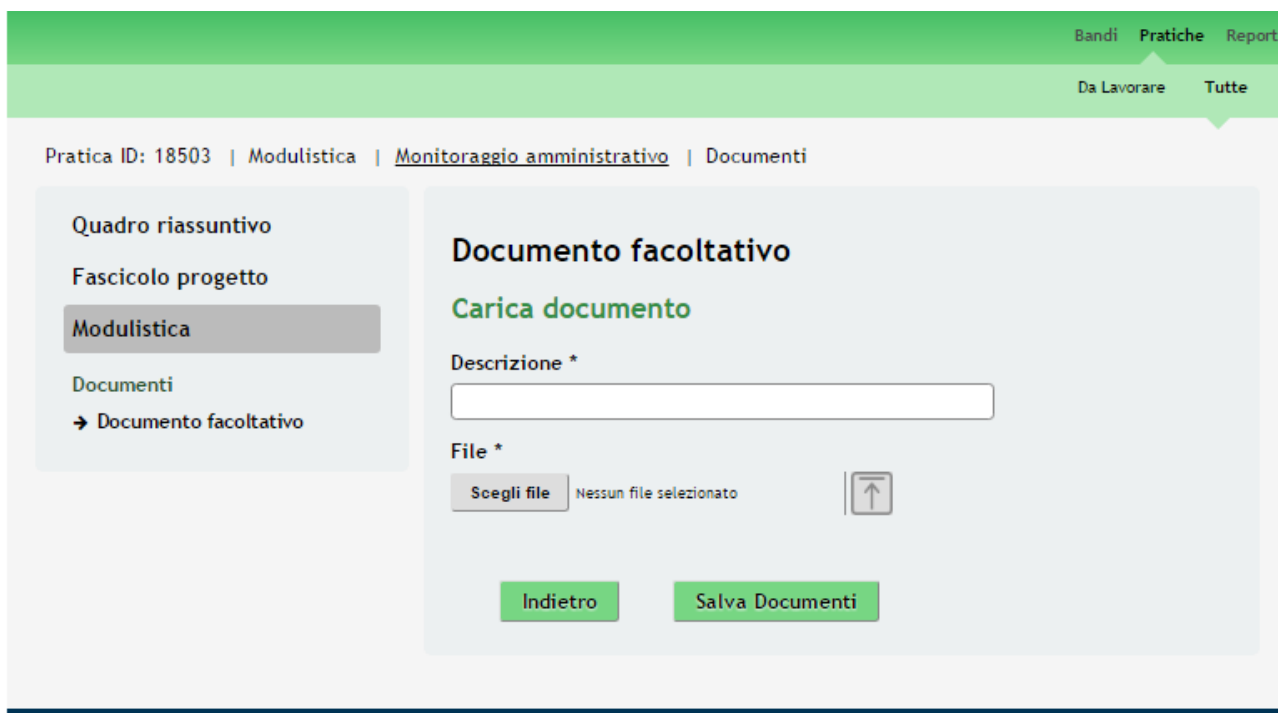 Bandi Pratiche Report
Da Lavorare Tutte
Pratica ID: 18503 | Modulistica | Monitoraggio amministrativo | Documenti
Quadro riassuntivo
Fascicolo progetto
Modulistica
Documenti
→ Documento facoltativo
Documento facoltativo
Carica documento
Descrizione *
File *
Scegli file Nessun file selezionato
Indietro Salva Documenti